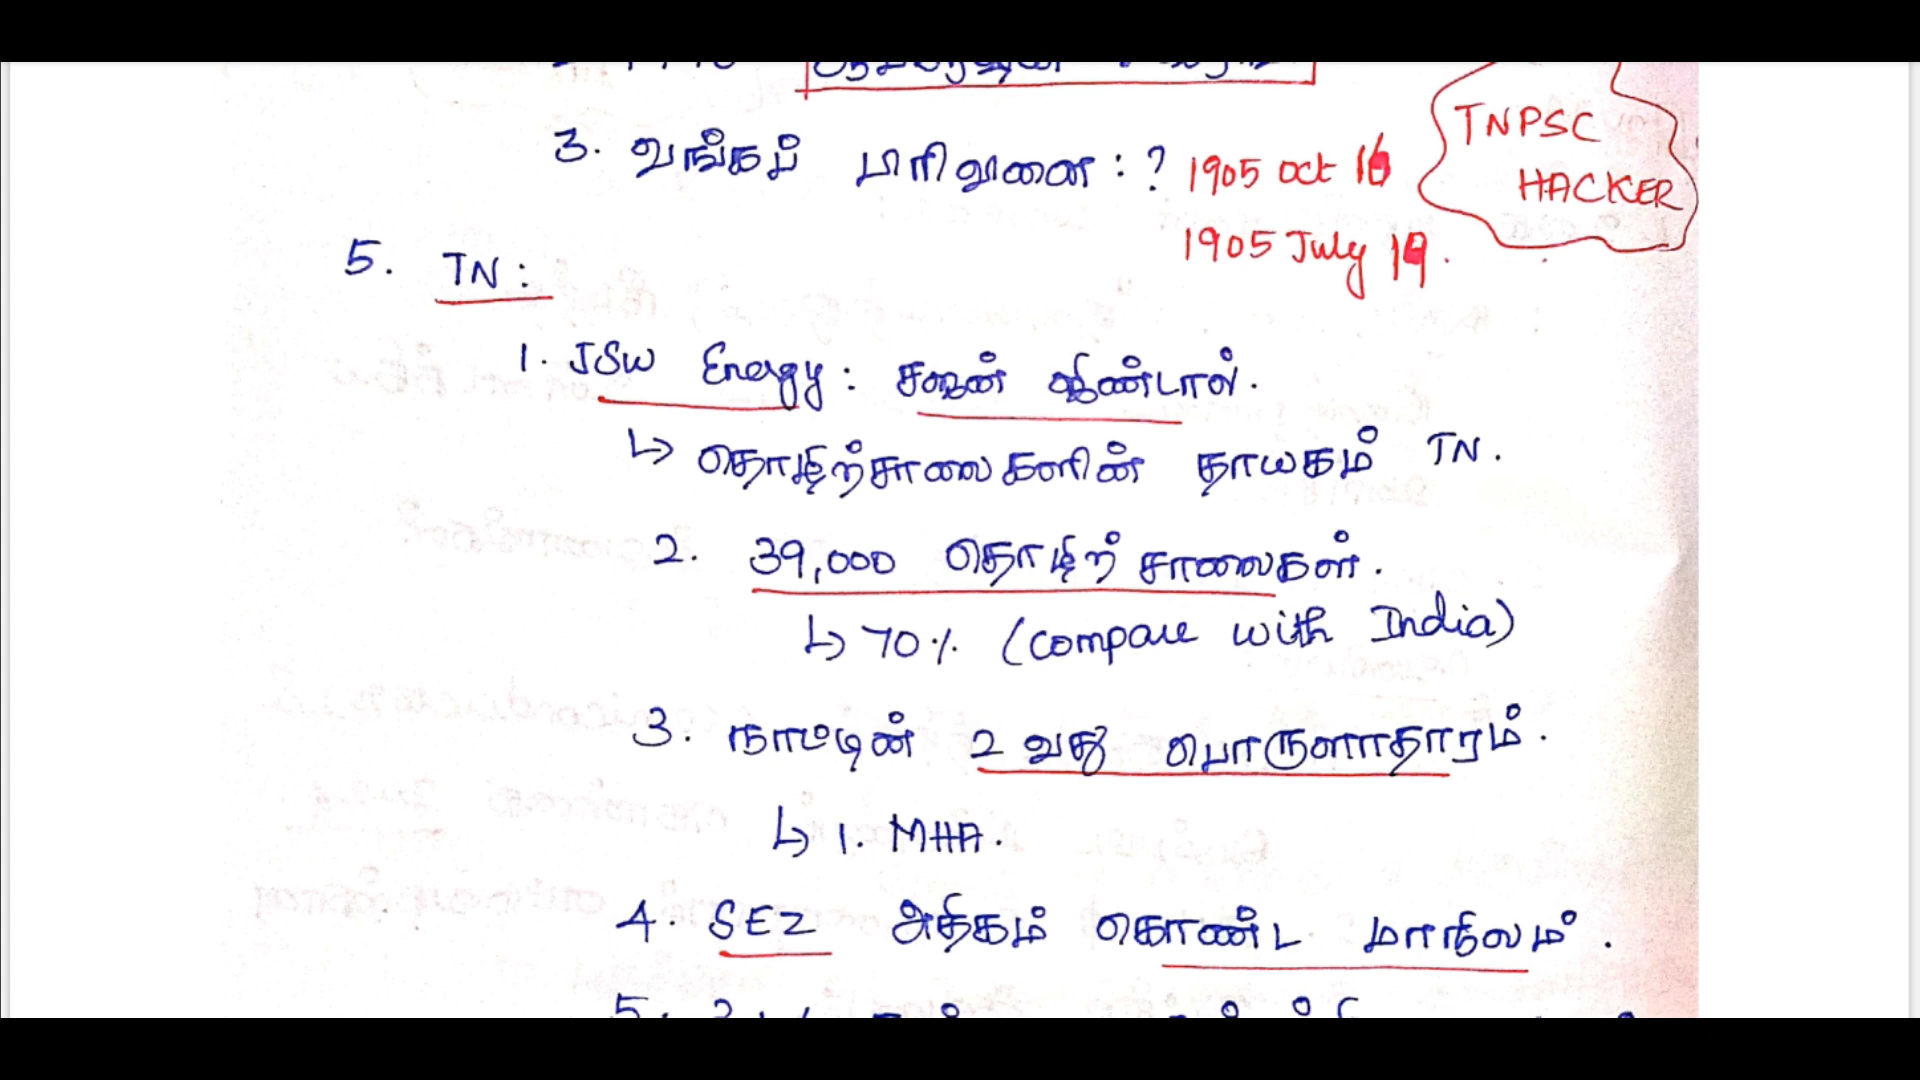 3. வங்கப் பிரிவினை : ? 1905 Oct 16
1905 July 19.
TNPSC
HACKER
5. TN :
1. JSW Energy : சஜன் ஜிண்டால்.
↳ தொழிற்சாலைகளின் தாயகம் TN.
2. 39,000 தொழிற் சாலைகள்.
↳ 70% (compare with India)
3. நாட்டின் 2 வது பொருளாதாரம்.
↳ 1. MHA.
4. SEZ அதிகம் கொண்ட மாநிலம்.